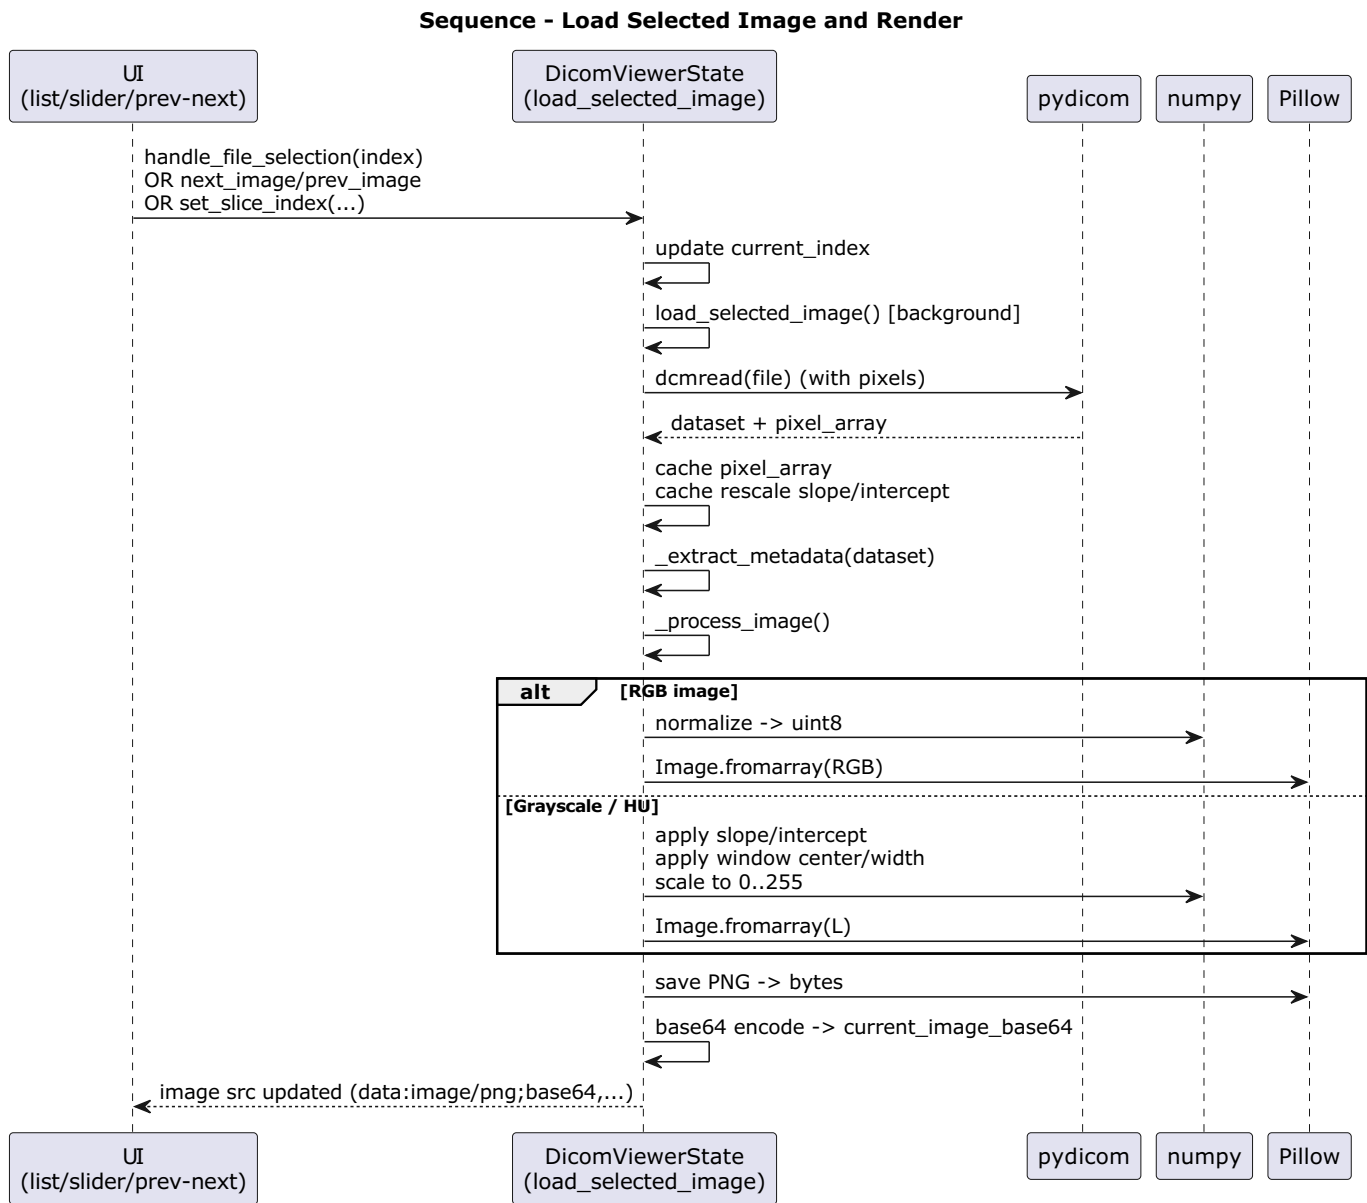 Sequence - Load Selected Image and Render
UI
(list/slider/prev-next)
DicomViewerState
(load_selected_image)
pydicom
numpy
Pillow
handle_file_selection(index)
OR next_image/prev_image
OR set_slice_index(...)
update current_index
load_selected_image() [background]
dcmread(file) (with pixels)
dataset + pixel_array
cache pixel_array
cache rescale slope/intercept
_extract_metadata(dataset)
_process_image()
alt
[RGB image]
normalize -> uint8
Image.fromarray(RGB)
[Grayscale / HU]
apply slope/intercept
apply window center/width
scale to 0..255
Image.fromarray(L)
save PNG -> bytes
base64 encode -> current_image_base64
image src updated (data:image/png;base64,...)
UI
(list/slider/prev-next)
DicomViewerState
(load_selected_image)
pydicom
numpy
Pillow